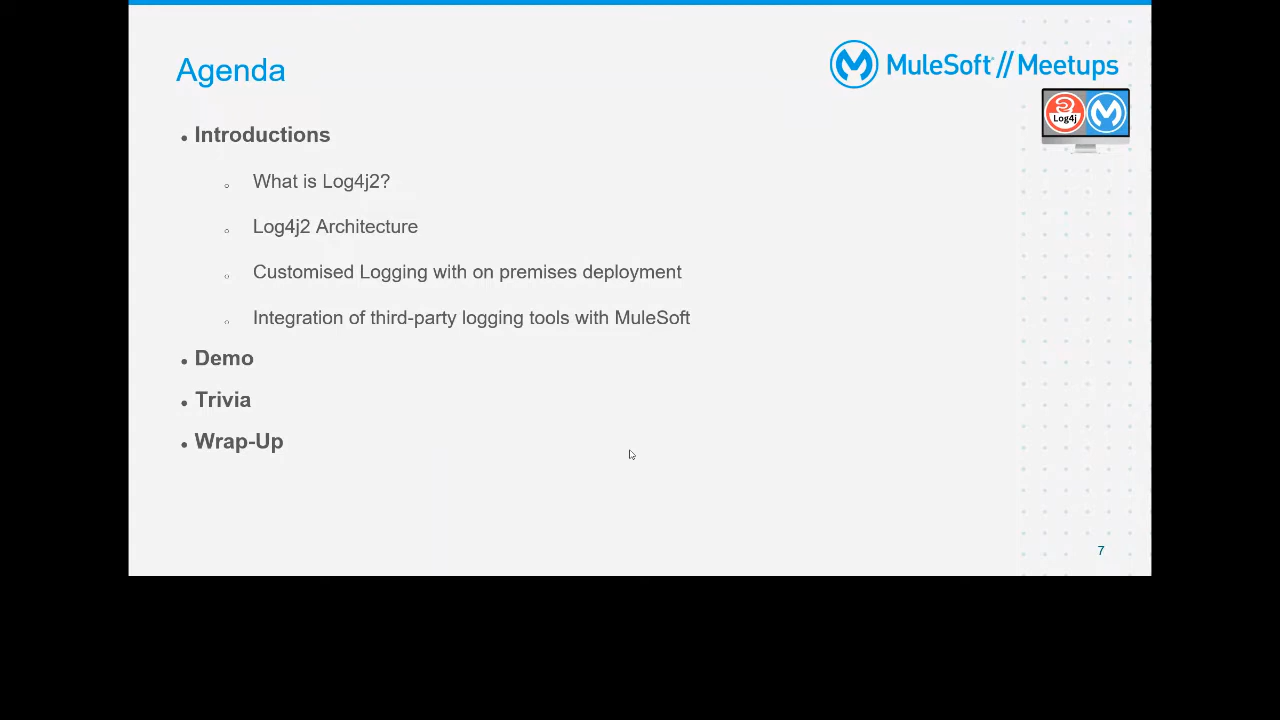 Agenda
MuleSoft // Meetups
Log4j
• Introductions
○ What is Log4j2?
○ Log4j2 Architecture
○ Customised Logging with on premises deployment
○ Integration of third-party logging tools with MuleSoft
• Demo
• Trivia
• Wrap-Up
7